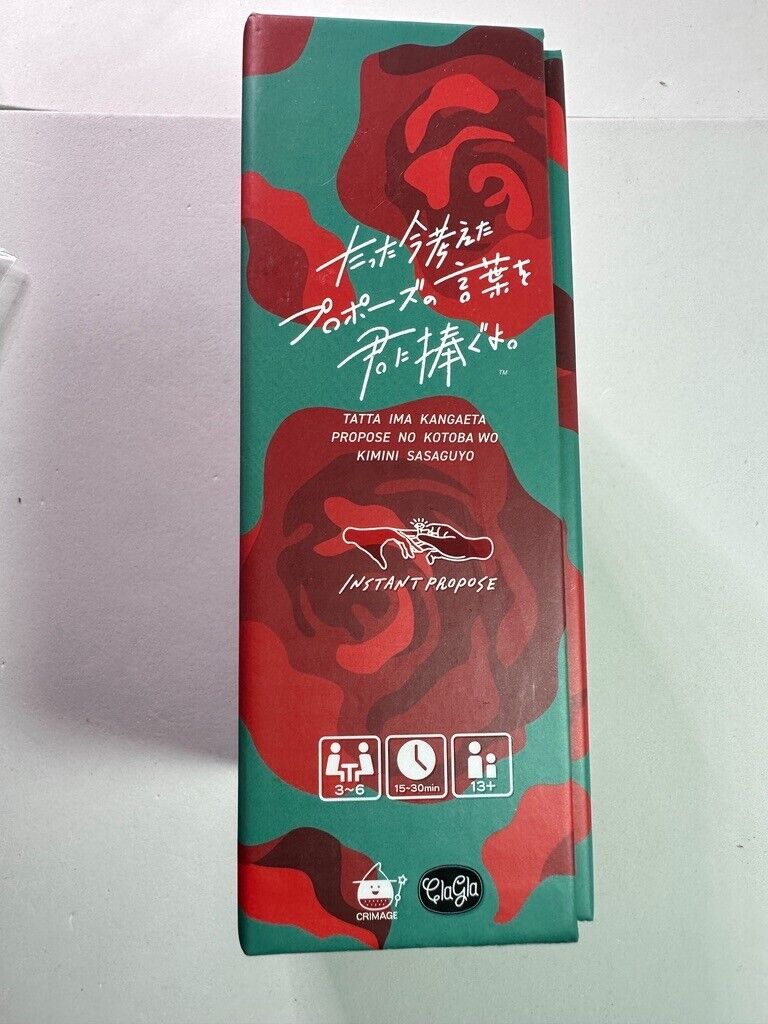 たった今考えた
プロポーズの言葉を
君に捧ぐよ。
TM
TATTA IMA KANGAETA
PROPOSE NO KOTOBA WO
KIMINI SASAGUYO
INSTANT PROPOSE
3~6
15~30min
13+
CRIMAGE
ClaGla